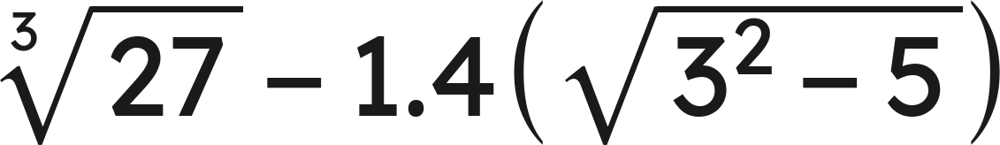 ∛27 − 1.4(√(3² − 5))